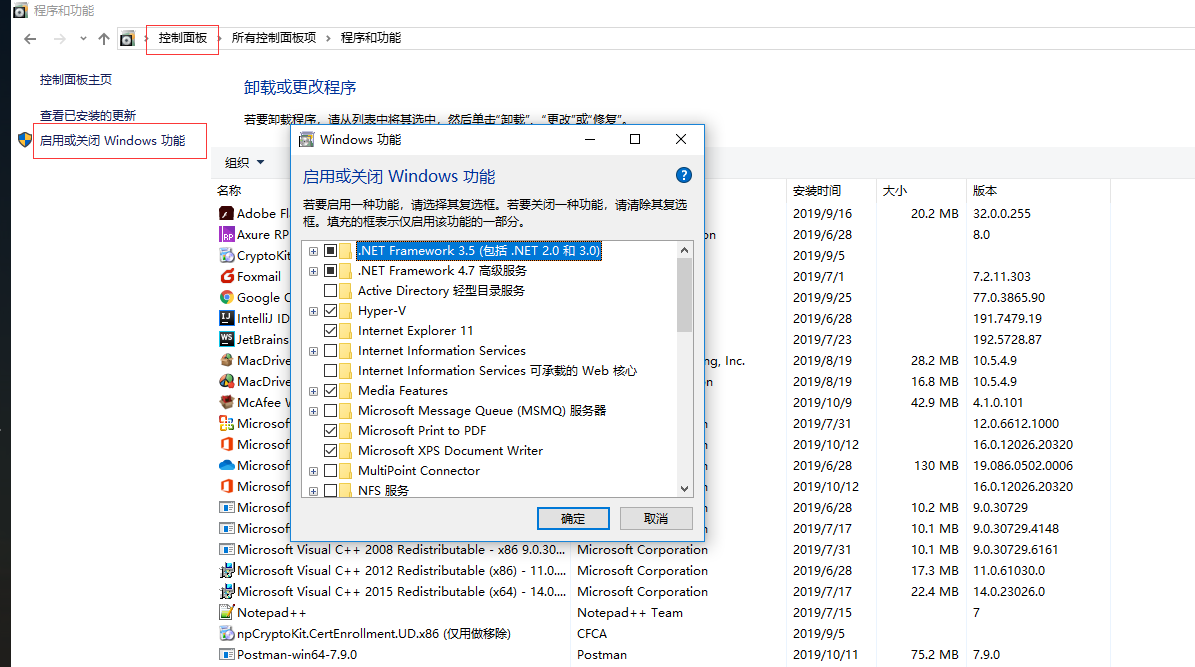 程序和功能
控制面板 所有控制面板项 程序和功能
控制面板主页
查看已安装的更新
启用或关闭 Windows 功能
卸载或更改程序
若要卸载程序，请从列表中将其选中，然后单击“卸载”、“更改”或“修复”。
组织
名称 安装时间 大小 版本
Adobe Fl 2019/9/16 20.2 MB 32.0.0.255
Axure RP on 2019/6/28 8.0
CryptoKit 2019/9/5
Foxmail 2019/7/1 7.2.11.303
Google C 2019/9/25 77.0.3865.90
IntelliJ ID 2019/6/28 191.7479.19
JetBrains 2019/7/23 192.5728.87
MacDrive ng, Inc. 2019/8/19 28.2 MB 10.5.4.9
MacDrive n 2019/8/19 16.8 MB 10.5.4.9
McAfee W 2019/10/9 42.9 MB 4.1.0.101
Microsoft 2019/7/31 12.0.6612.1000
Microsoft 2019/10/12 16.0.12026.20320
Microsoft 2019/6/28 130 MB 19.086.0502.0006
Microsoft 2019/10/12 16.0.12026.20320
Microsoft 2019/6/28 10.2 MB 9.0.30729
Microsoft 2019/7/17 10.1 MB 9.0.30729.4148
Microsoft Visual C++ 2008 Redistributable - x86 9.0.30... Microsoft Corporation 2019/7/31 10.1 MB 9.0.30729.6161
Microsoft Visual C++ 2012 Redistributable (x86) - 11.0.... Microsoft Corporation 2019/6/28 17.3 MB 11.0.61030.0
Microsoft Visual C++ 2015 Redistributable (x64) - 14.0.... Microsoft Corporation 2019/7/17 22.4 MB 14.0.23026.0
Notepad++ Notepad++ Team 2019/7/15 7
npCryptoKit.CertEnrollment.UD.x86 (仅用做移除) CFCA 2019/9/5
Postman-win64-7.9.0 Postman 2019/10/11 75.2 MB 7.9.0
Windows 功能
启用或关闭 Windows 功能
若要启用一种功能，请选择其复选框。若要关闭一种功能，请清除其复选
框。填充的框表示仅启用该功能的一部分。
.NET Framework 3.5 (包括 .NET 2.0 和 3.0)
.NET Framework 4.7 高级服务
Active Directory 轻型目录服务
Hyper-V
Internet Explorer 11
Internet Information Services
Internet Information Services 可承载的 Web 核心
Media Features
Microsoft Message Queue (MSMQ) 服务器
Microsoft Print to PDF
Microsoft XPS Document Writer
MultiPoint Connector
NFS 服务
确定 取消